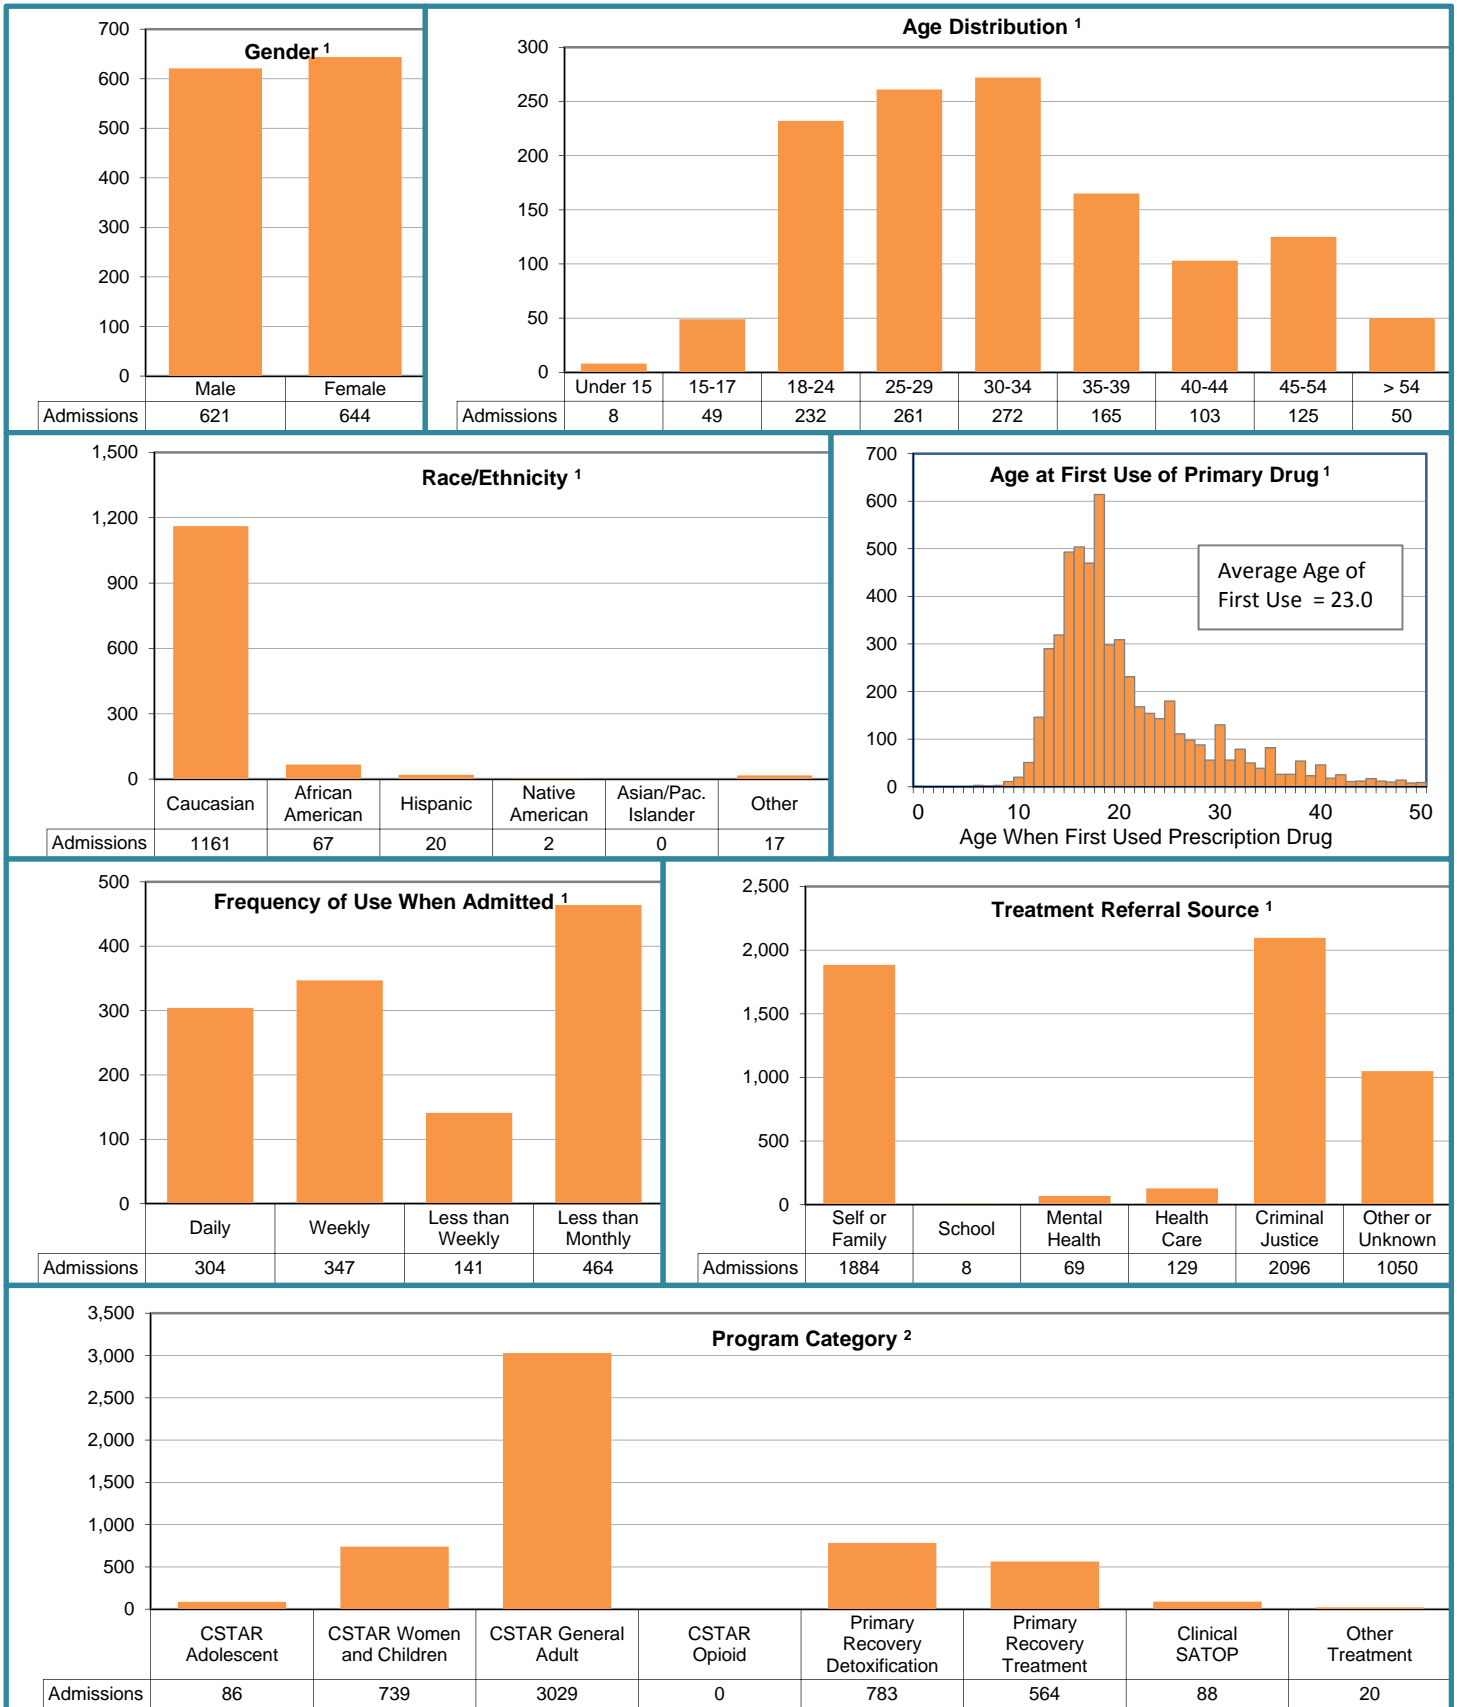 Gender 1
700
600
500
400
300
200
100
0
Male Female
Admissions 621 644
Age Distribution 1
300
250
200
150
100
50
0
Under 15 15-17 18-24 25-29 30-34 35-39 40-44 45-54 > 54
Admissions 8 49 232 261 272 165 103 125 50
Race/Ethnicity 1
1,500
1,200
900
600
300
0
Caucasian African American Hispanic Native American Asian/Pac. Islander Other
Admissions 1161 67 20 2 0 17
Age at First Use of Primary Drug 1
700
600
500
400
300
200
100
0
Average Age of
First Use = 23.0
0 10 20 30 40 50
Age When First Used Prescription Drug
Frequency of Use When Admitted 1
500
400
300
200
100
0
Daily Weekly Less than Weekly Less than Monthly
Admissions 304 347 141 464
Treatment Referral Source 1
2,500
2,000
1,500
1,000
500
0
Self or Family School Mental Health Health Care Criminal Justice Other or Unknown
Admissions 1884 8 69 129 2096 1050
Program Category 2
3,500
3,000
2,500
2,000
1,500
1,000
500
0
CSTAR Adolescent CSTAR Women and Children CSTAR General Adult CSTAR Opioid Primary Recovery Detoxification Primary Recovery Treatment Clinical SATOP Other Treatment
Admissions 86 739 3029 0 783 564 88 20